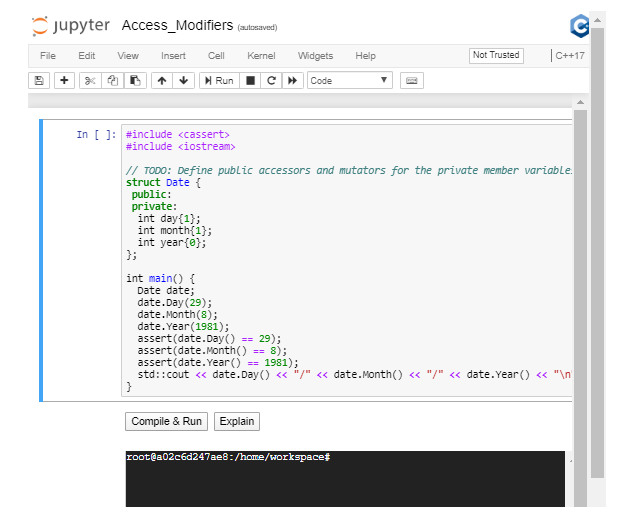 jupyter Access_Modifiers (autosaved)
File Edit View Insert Cell Kernel Widgets Help Not Trusted C++17
Run Code
In [ ]:
#include <cassert>
#include <iostream>
// TODO: Define public accessors and mutators for the private member variable
struct Date {
public:
private:
int day{1};
int month{1};
int year{0};
};
int main() {
Date date;
date.Day(29);
date.Month(8);
date.Year(1981);
assert(date.Day() == 29);
assert(date.Month() == 8);
assert(date.Year() == 1981);
std::cout << date.Day() << "/" << date.Month() << "/" << date.Year() << "\n
}
Compile & Run Explain
root@a02c6d247ae8:/home/workspace#